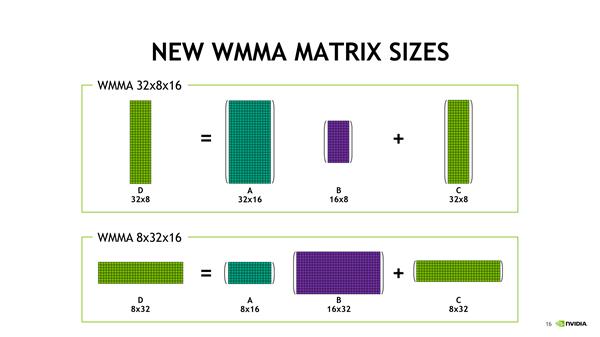 NEW WMMA MATRIX SIZES
WMMA 32x8x16
= +
D A B C
32x8 32x16 16x8 32x8
WMMA 8x32x16
= +
D A B C
8x32 8x16 16x32 8x32
16 NVIDIA